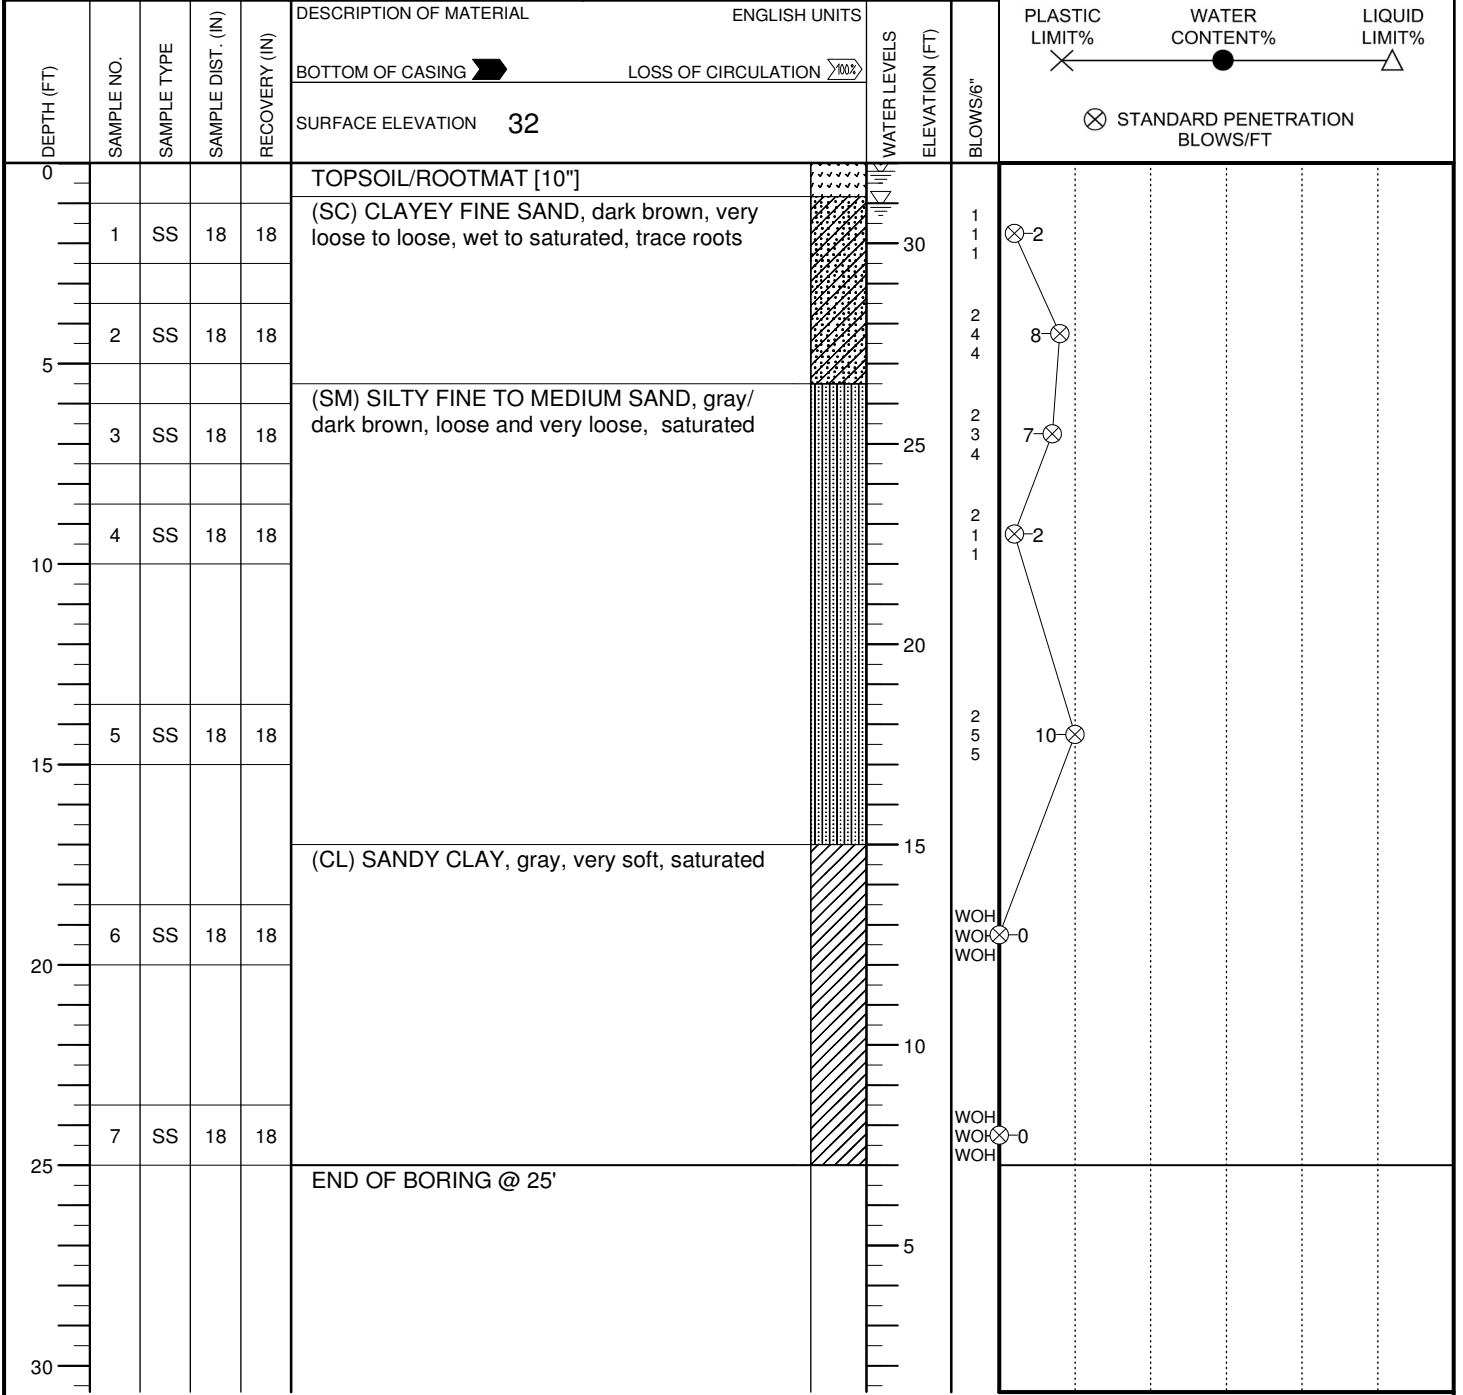 DEPTH (FT)
SAMPLE NO.
SAMPLE TYPE
SAMPLE DIST. (IN)
RECOVERY (IN)
DESCRIPTION OF MATERIAL ENGLISH UNITS
BOTTOM OF CASING LOSS OF CIRCULATION 100%
SURFACE ELEVATION 32
WATER LEVELS
ELEVATION (FT)
BLOWS/6"
PLASTIC LIMIT%
WATER CONTENT%
LIQUID LIMIT%
STANDARD PENETRATION
BLOWS/FT
0
TOPSOIL/ROOTMAT [10"]
(SC) CLAYEY FINE SAND, dark brown, very
loose to loose, wet to saturated, trace roots
1 SS 18 18
30
1
1
1
2
2 SS 18 18
2
4
4
8
5
(SM) SILTY FINE TO MEDIUM SAND, gray/
dark brown, loose and very loose, saturated
3 SS 18 18
25
2
3
4
7
4 SS 18 18
2
1
1
2
10
20
5 SS 18 18
2
5
5
10
15
15
(CL) SANDY CLAY, gray, very soft, saturated
6 SS 18 18
WOH
WOH
WOH
0
20
10
7 SS 18 18
WOH
WOH
WOH
0
25
END OF BORING @ 25'
5
30